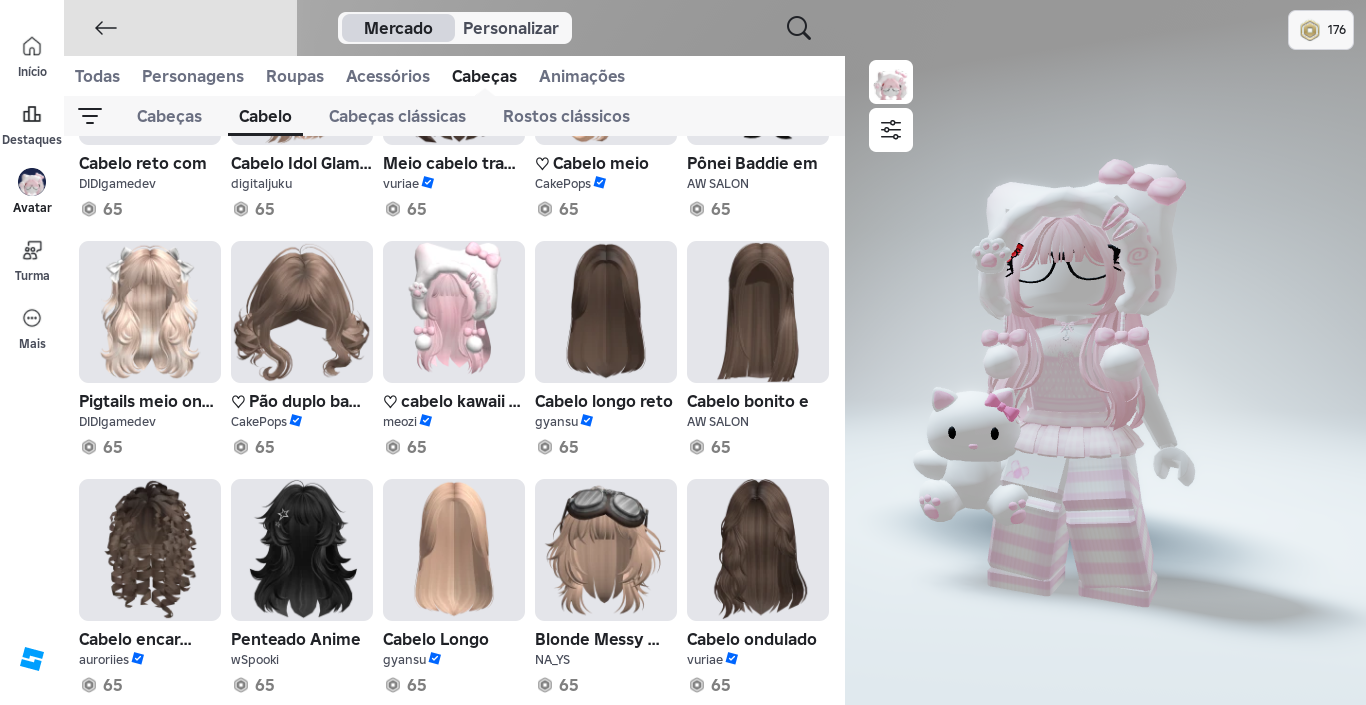 Mercado Personalizar
176
Início
Destaques
Avatar
Turma
Mais
Todas Personagens Roupas Acessórios Cabeças Animações
Cabeças Cabelo Cabeças clássicas Rostos clássicos
Cabelo reto com Cabelo Idol Glam... Meio cabelo tra... ♡ Cabelo meio Pônei Baddie em
DIDIgamedev digitaljuku vuriae CakePops AW SALON
65 65 65 65 65
Pigtails meio on... ♡ Pão duplo ba... ♡ cabelo kawaii ... Cabelo longo reto Cabelo bonito e
DIDIgamedev CakePops meozi gyansu AW SALON
65 65 65 65 65
Cabelo encar... Penteado Anime Cabelo Longo Blonde Messy ... Cabelo ondulado
auroriies wSpooki gyansu NA_YS vuriae
65 65 65 65 65